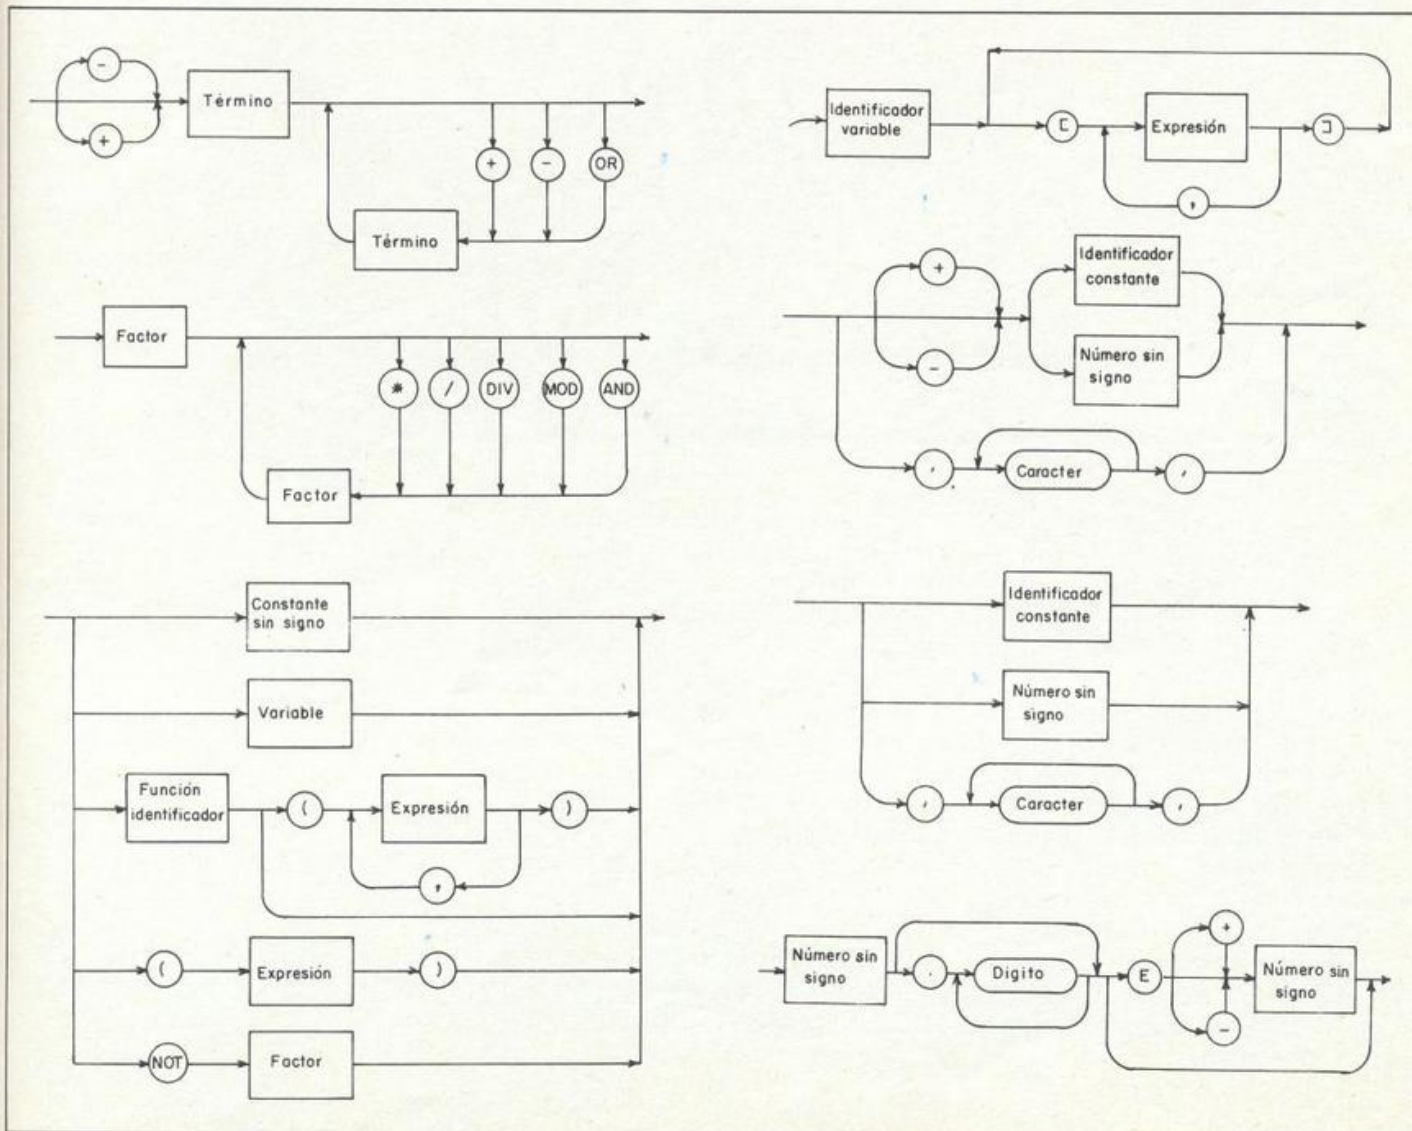 -
Término
+
+
-
OR
Término
Factor
*
/
DIV
MOD
AND
Factor
Constante
sin signo
Variable
Función
identificador
(
Expresión
)
,
(
Expresión
)
NOT
Factor
Identificador
variable
[
Expresión
]
,
+
Identificador
constante
-
Número sin
signo
'
Caracter
'
Identificador
constante
Número sin
signo
'
Caracter
'
Número sin
signo
.
Digito
E
+
-
Número sin
signo